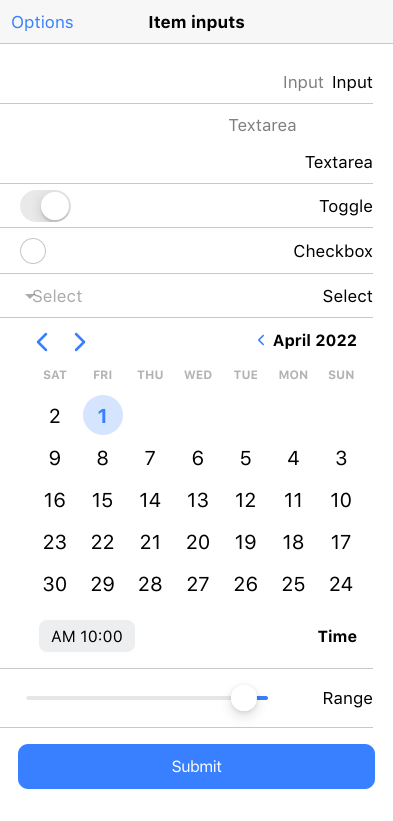 Options Item inputs
Input Input
Textarea
Textarea
Toggle
Checkbox
Select Select
April 2022
SAT FRI THU WED TUE MON SUN
2 1
9 8 7 6 5 4 3
16 15 14 13 12 11 10
23 22 21 20 19 18 17
30 29 28 27 26 25 24
AM 10:00 Time
Range
Submit